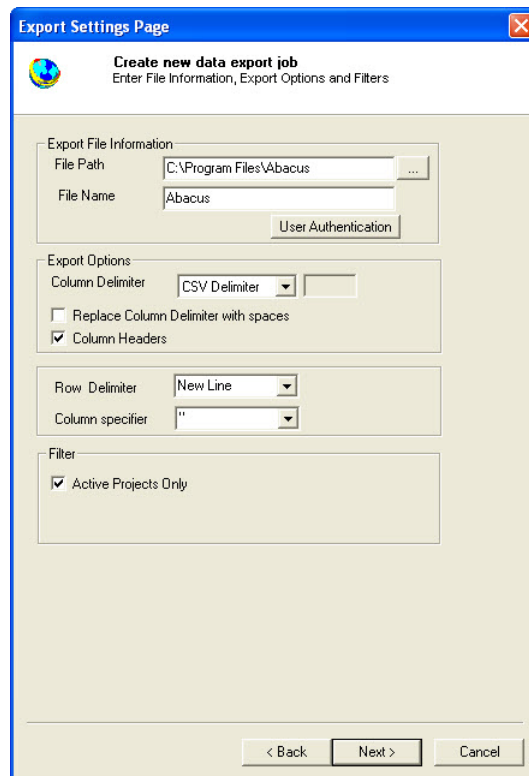 Export Settings Page
Create new data export job
Enter File Information, Export Options and Filters
Export File Information
File Path C:\Program Files\Abacus ...
File Name Abacus
User Authentication
Export Options
Column Delimiter CSV Delimiter
Replace Column Delimiter with spaces
Column Headers
Row Delimiter New Line
Column specifier "
Filter
Active Projects Only
< Back Next > Cancel